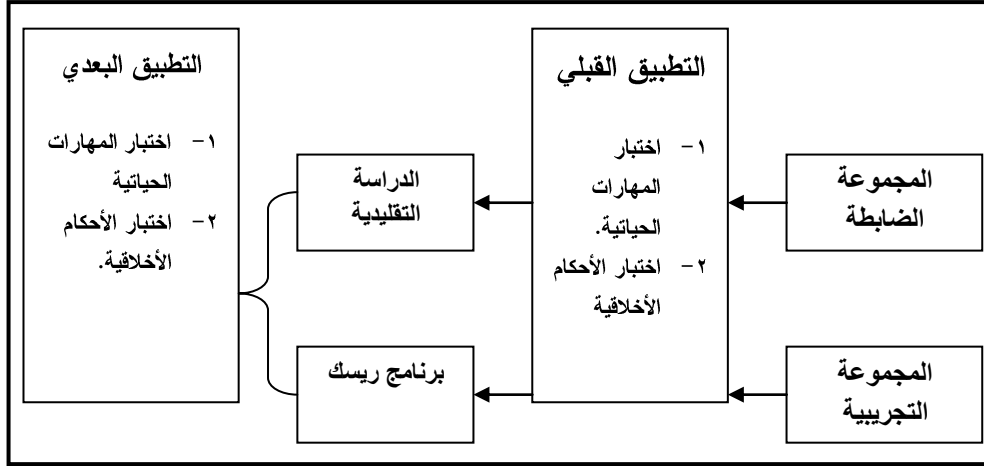 المجموعة
الضابطة
المجموعة
التجريبية
التطبيق القبلي
١- اختبار
المهارات
الحياتية.
٢- اختبار الأحكام
الأخلاقية
الدراسة
التقليدية
برنامج ريسك
التطبيق البعدي
١- اختبار المهارات
الحياتية
٢- اختبار الأحكام
الأخلاقية.